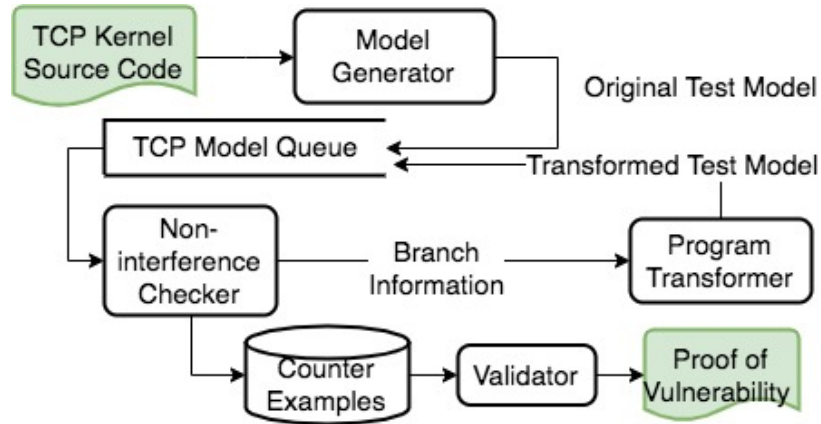 TCP Kernel
Source Code
Model
Generator
Original Test Model
TCP Model Queue
Transformed Test Model
Non-
interference
Checker
Branch
Information
Program
Transformer
Counter
Examples
Validator
Proof of
Vulnerability